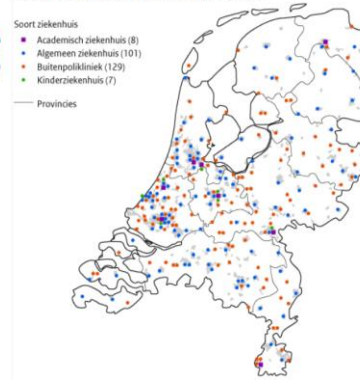 Soort ziekenhuis
Academisch ziekenhuis (8)
Algemeen ziekenhuis (101)
Buitenpolikliniek (129)
Kinderziekenhuis (7)
Provincies